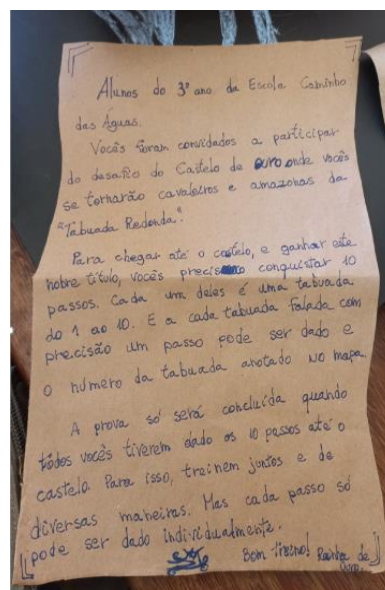 Alunos do 3º ano da Escola Caminho
das Águas.
Vocês foram convidados a participar
do desafio do Castelo de ouro onde vocês
se tornarão cavaleiros e amazonas da
"Tabuada Redonda".
Para chegar até o castelo, e ganhar este
nobre título, vocês precisam conquistar 10
passos. Cada um deles é uma tabuada
do 1 ao 10. E a cada tabuada falada com
precisão um passo pode ser dado e
o número da tabuada anotado no mapa.
A prova só será concluída quando
todos vocês tiverem dado os 10 passos até o
castelo. Para isso, treinem juntos e de
diversas maneiras. Mas cada passo só
pode ser dado individualmente.
Bom treino! Rainha de
Ouro.